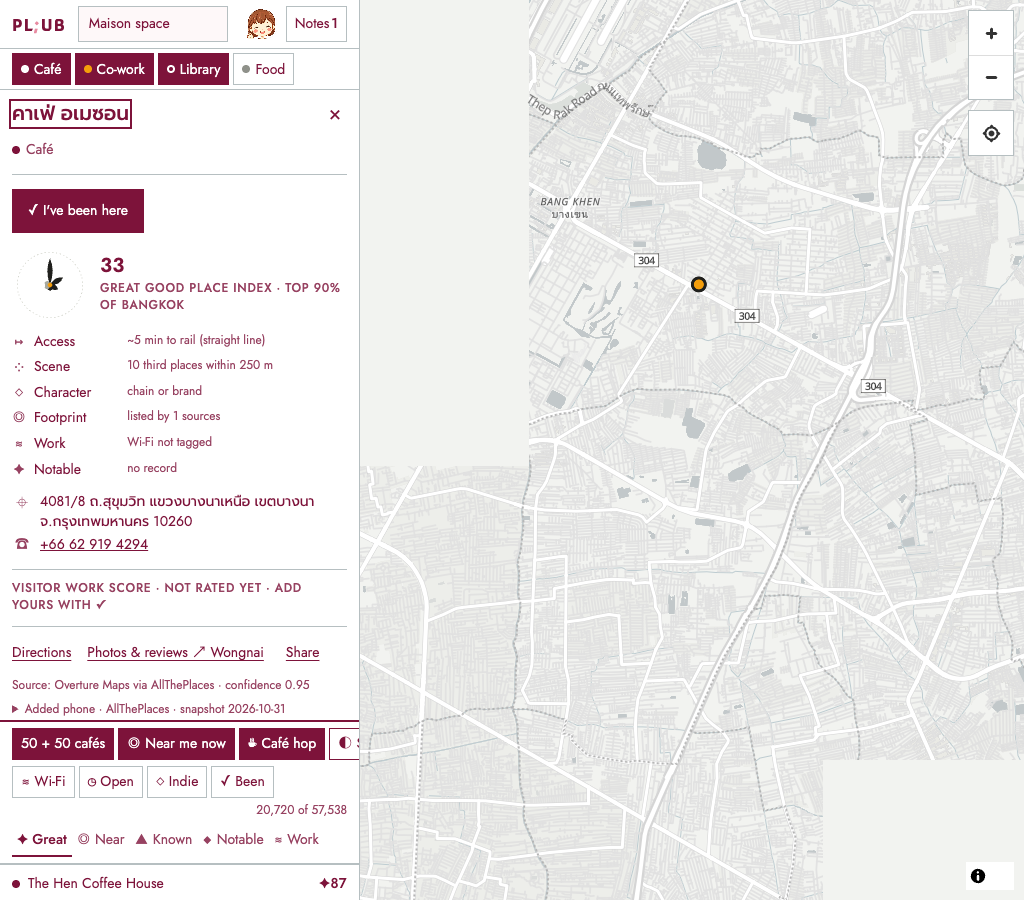 PL;UB
Maison space
Notes 1
Café
Co-work
Library
Food
คาเฟ่ อเมซอน
Café
✓ I've been here
33
GREAT GOOD PLACE INDEX · TOP 90%
OF BANGKOK
Access ~5 min to rail (straight line)
Scene 10 third places within 250 m
Character chain or brand
Footprint listed by 1 sources
Work Wi-Fi not tagged
Notable no record
4081/8 ถ.สุขุมวิท แขวงบางนาเหนือ เขตบางนา
จ.กรุงเทพมหานคร 10260
+66 62 919 4294
VISITOR WORK SCORE · NOT RATED YET · ADD
YOURS WITH ✓
Directions Photos & reviews ↗ Wongnai Share
Source: Overture Maps via AllThePlaces · confidence 0.95
▶ Added phone · AllThePlaces · snapshot 2026-10-31
50 + 50 cafés
Near me now
Café hop
Wi-Fi
Open
Indie
✓ Been
20,720 of 57,538
Great
Near
Known
Notable
Work
The Hen Coffee House ✦87
Thep Rak Road ถนนเทพรักษ์
BANG KHEN
บางเขน
304
304
304